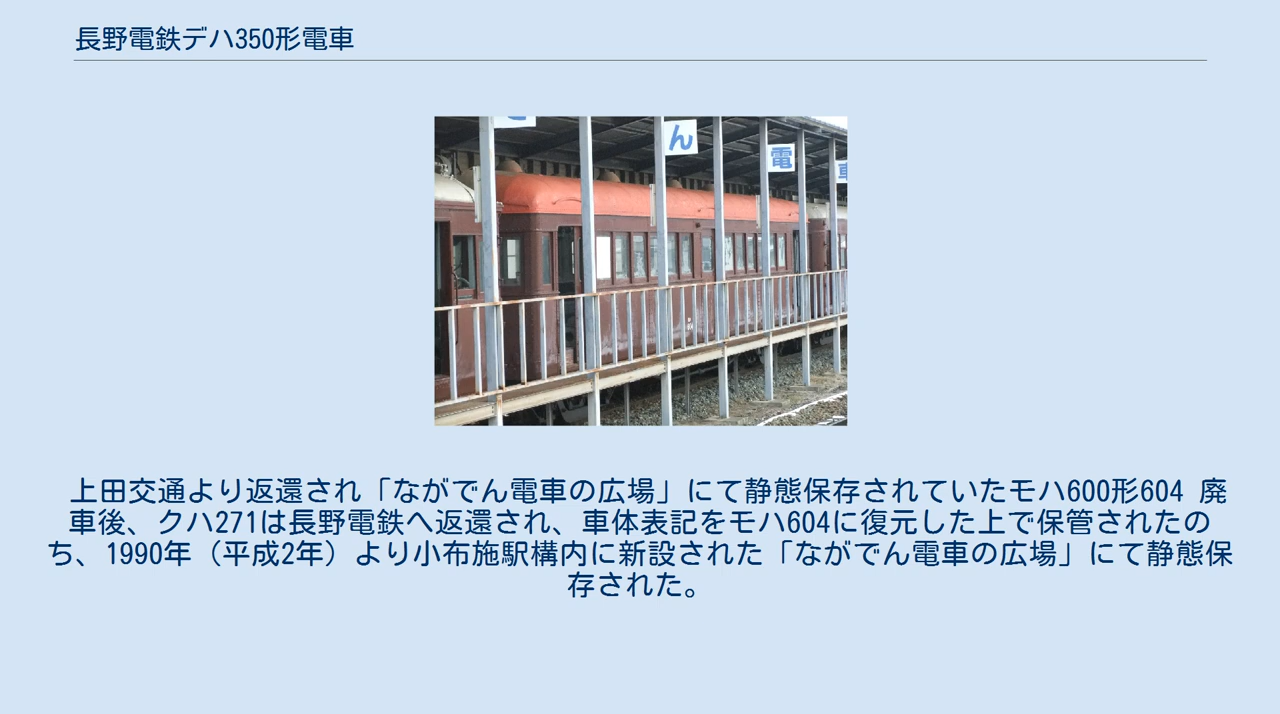 長野電鉄デハ350形電車
ん
電
車
上田交通より返還され「ながでん電車の広場」にて静態保存されていたモハ600形604 廃
車後、クハ271は長野電鉄へ返還され、車体表記をモハ604に復元した上で保管されたの
ち、1990年（平成2年）より小布施駅構内に新設された「ながでん電車の広場」にて静態保
存された。